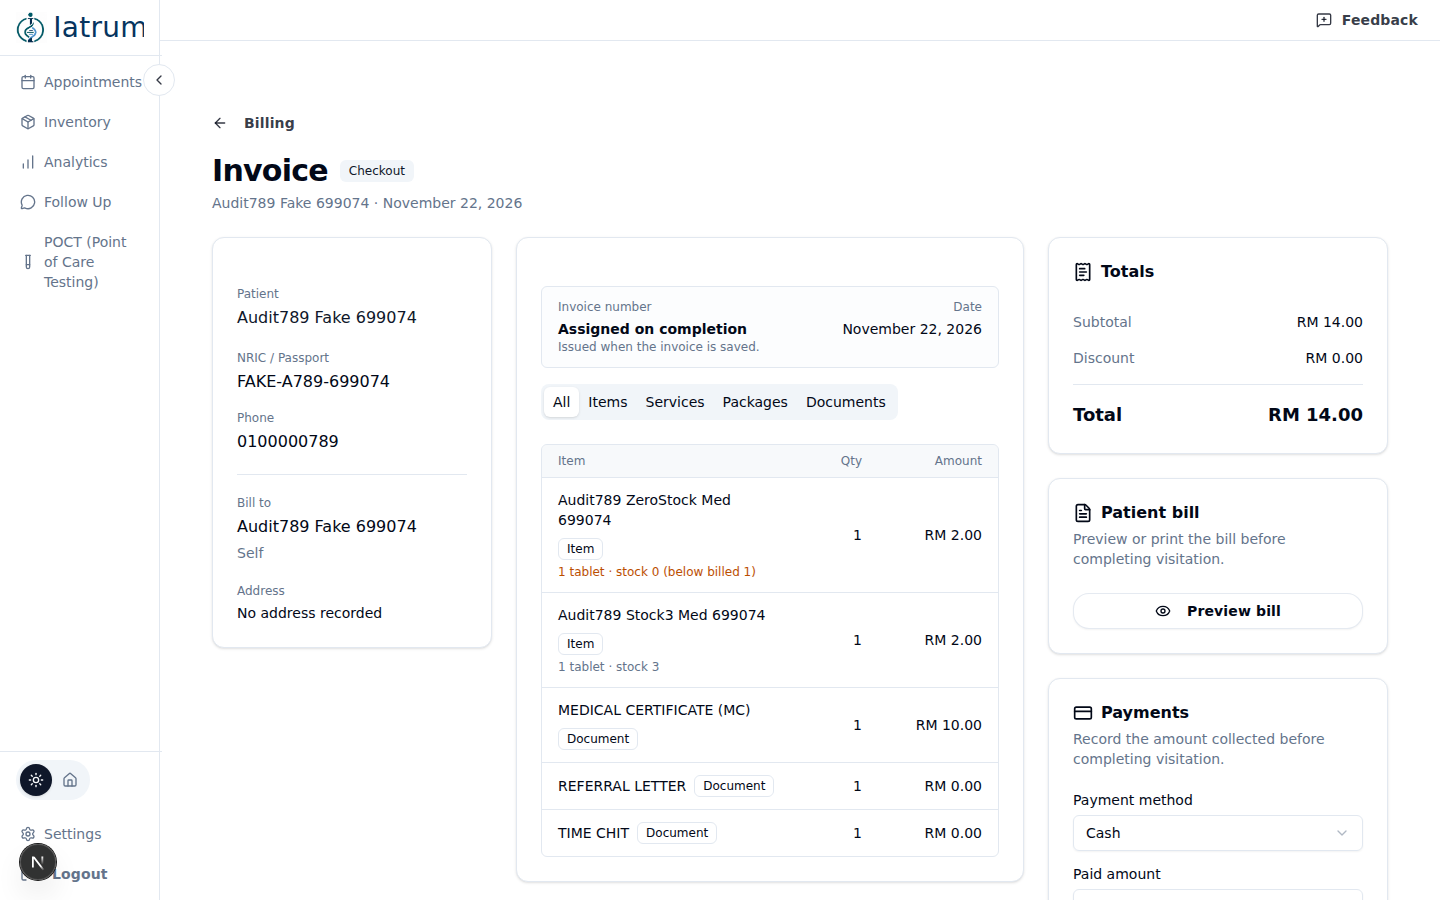 Iatrum
Feedback
Appointments
Inventory
Analytics
Follow Up
POCT (Point
of Care
Testing)
Settings
N
Logout
Billing
Invoice
Checkout
Audit789 Fake 699074 · November 22, 2026
Patient
Audit789 Fake 699074
NRIC / Passport
FAKE-A789-699074
Phone
0100000789
Bill to
Audit789 Fake 699074
Self
Address
No address recorded
Invoice number Date
Assigned on completion November 22, 2026
Issued when the invoice is saved.
All Items Services Packages Documents
Item Qty Amount
Audit789 ZeroStock Med
699074
Item
1 RM 2.00
1 tablet · stock 0 (below billed 1)
Audit789 Stock3 Med 699074
Item
1 RM 2.00
1 tablet · stock 3
MEDICAL CERTIFICATE (MC)
Document
1 RM 10.00
REFERRAL LETTER Document 1 RM 0.00
TIME CHIT Document 1 RM 0.00
Totals
Subtotal RM 14.00
Discount RM 0.00
Total RM 14.00
Patient bill
Preview or print the bill before
completing visitation.
Preview bill
Payments
Record the amount collected before
completing visitation.
Payment method
Cash
Paid amount